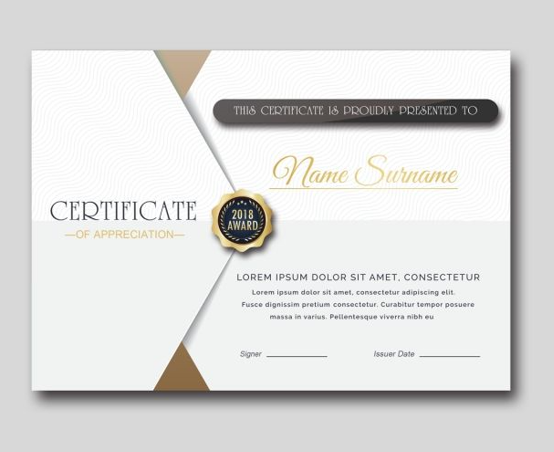 THIS CERTIFICATE IS PROUDLY PRESENTED TO
Name Surname
CERTIFICATE
—OF APPRECIATION—
2018
AWARD
LOREM IPSUM DOLOR SIT AMET, CONSECTETUR
Lorem ipsum dolor sit amet, consectetur adipiscing elit.
Fusce dignissim pretium consectetur. Curabitur tempor posuere
massa in varius. Pellentesque viverra nibh eu
Signer
Issuer Date